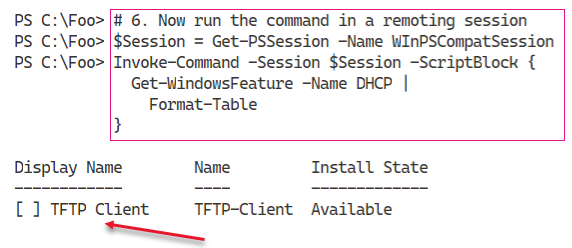 PS C:\Foo> # 6. Now run the command in a remoting session
PS C:\Foo> $Session = Get-PSSession -Name WInPSCompatSession
PS C:\Foo> Invoke-Command -Session $Session -ScriptBlock {
Get-WindowsFeature -Name DHCP |
Format-Table
}
Display Name Name Install State
------------ ---- -------------
[ ] TFTP Client TFTP-Client Available